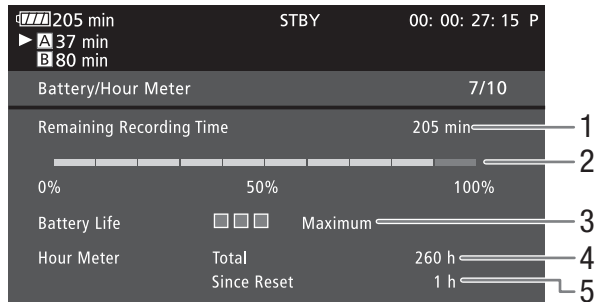 205 min STBY 00: 00: 27: 15 P
A 37 min
B 80 min
Battery/Hour Meter 7/10
Remaining Recording Time 205 min 1
2
0% 50% 100%
Battery Life Maximum 3
Hour Meter Total 260 h 4
Since Reset 1 h 5